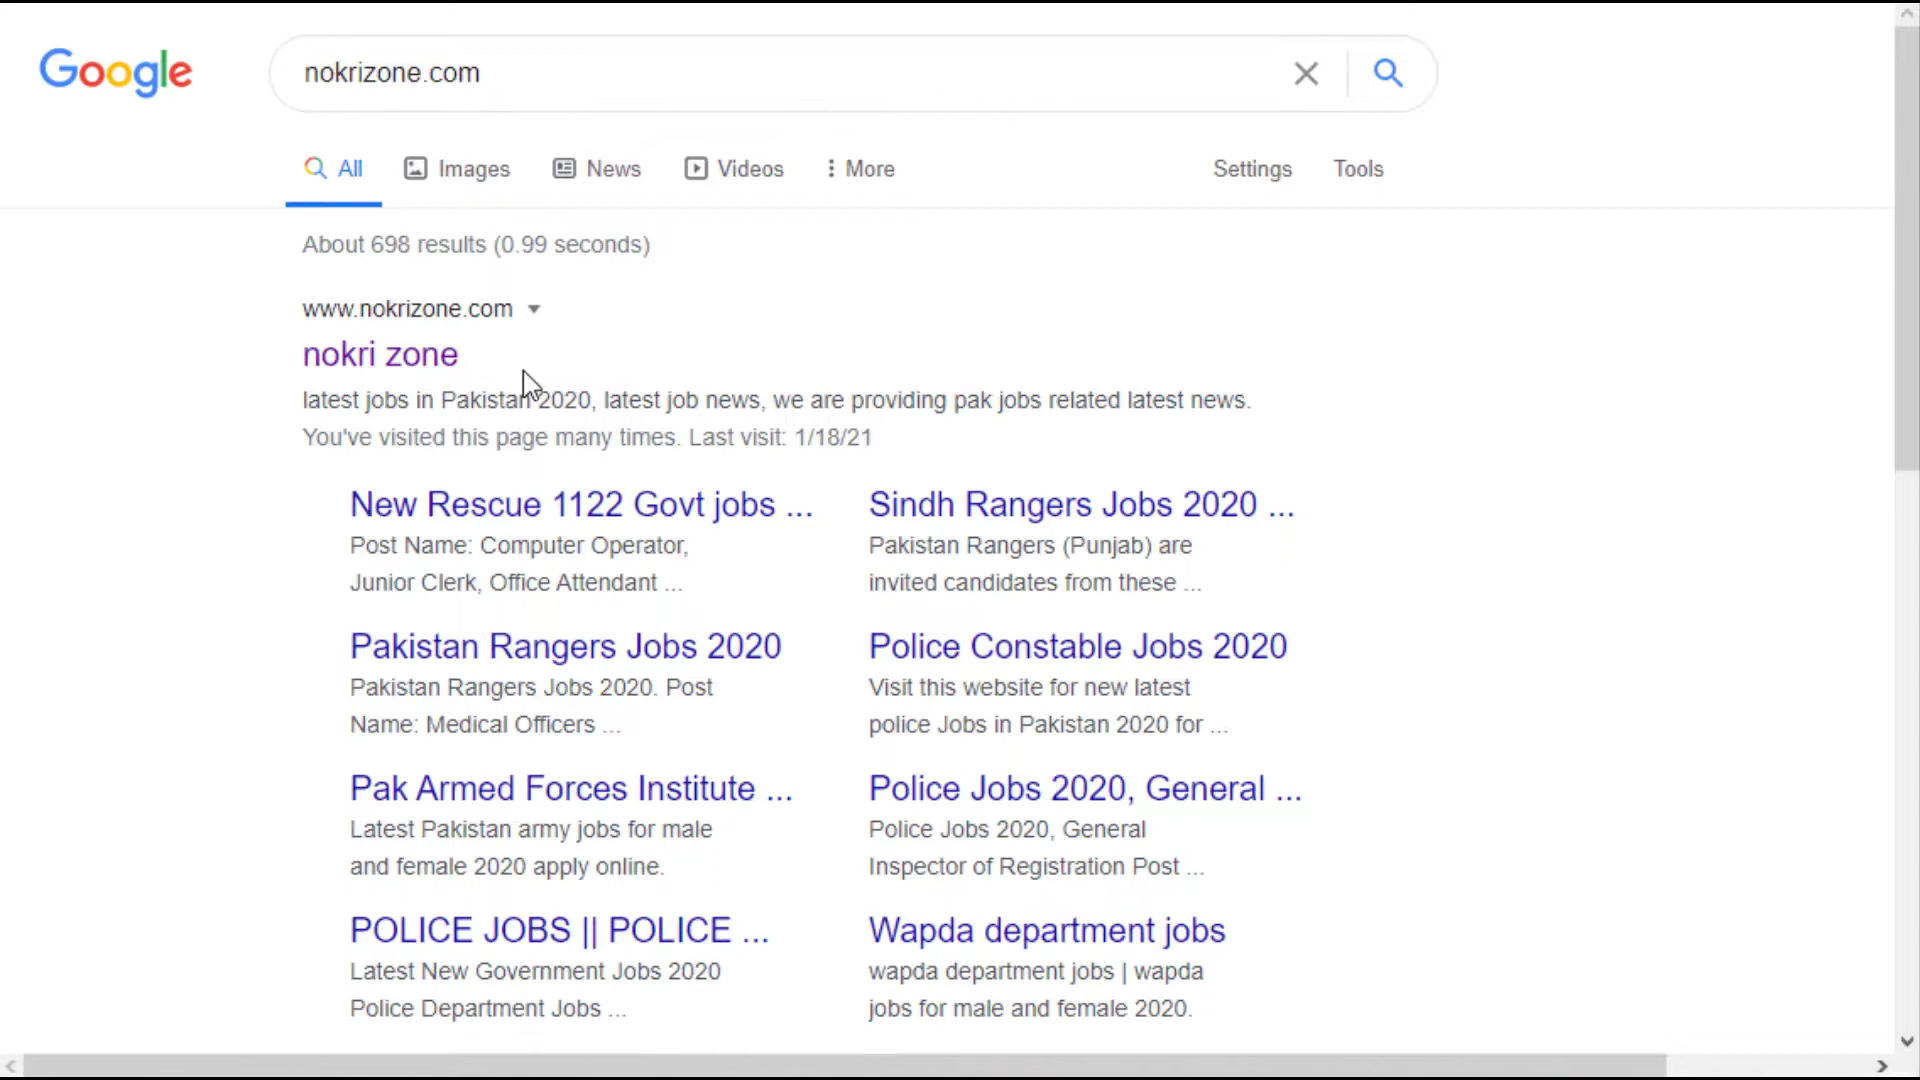 Google
nokrizone.com
All Images News Videos More Settings Tools
About 698 results (0.99 seconds)
www.nokrizone.com
nokri zone
latest jobs in Pakistan 2020, latest job news, we are providing pak jobs related latest news.
You've visited this page many times. Last visit: 1/18/21
New Rescue 1122 Govt jobs ...
Post Name: Computer Operator,
Junior Clerk, Office Attendant ...
Sindh Rangers Jobs 2020 ...
Pakistan Rangers (Punjab) are
invited candidates from these ...
Pakistan Rangers Jobs 2020
Pakistan Rangers Jobs 2020. Post
Name: Medical Officers ...
Police Constable Jobs 2020
Visit this website for new latest
police Jobs in Pakistan 2020 for ...
Pak Armed Forces Institute ...
Latest Pakistan army jobs for male
and female 2020 apply online.
Police Jobs 2020, General ...
Police Jobs 2020, General
Inspector of Registration Post ...
POLICE JOBS || POLICE ...
Latest New Government Jobs 2020
Police Department Jobs ...
Wapda department jobs
wapda department jobs | wapda
jobs for male and female 2020.